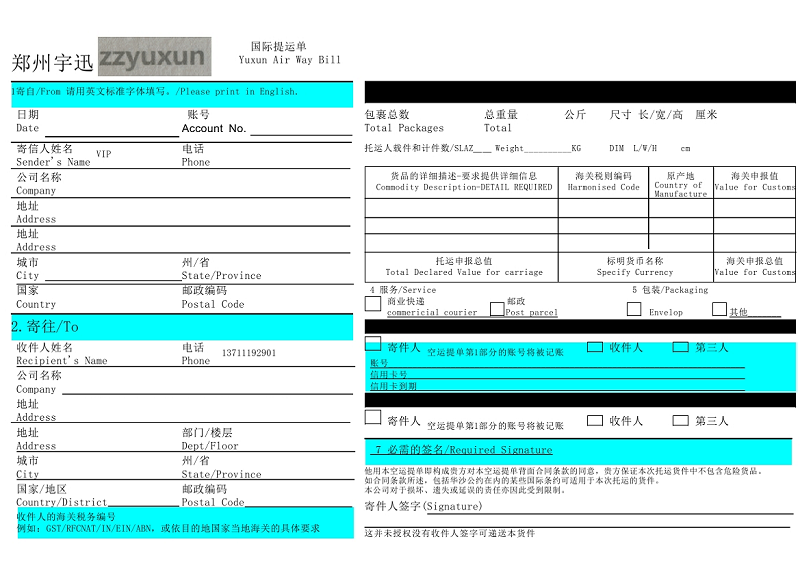 郑州宇迅 zzyuxun
国际提运单
Yuxun Air Way Bill
1寄自/From 请用英文标准字体填写。/Please print in English.
日期 账号
Date Account No.
寄信人姓名 VIP 电话
Sender's Name Phone
公司名称
Company
地址
Address
地址
Address
城市 州/省
City State/Province
国家 邮政编码
Country Postal Code
2.寄往/To
收件人姓名 电话 13711192901
Recipient's Name Phone
公司名称
Company
地址
Address
地址 部门/楼层
Address Dept/Floor
城市 州/省
City State/Province
国家/地区 邮政编码
Country/District Postal Code
收件人的海关税务编号
例如: GST/RFCNAT/IN/EIN/ABN, 或依目的地国家当地海关的具体要求
包裹总数 总重量 公斤 尺寸 长/宽/高 厘米
Total Packages Total
托运人载件和计件数/SLAZ____ Weight__________KG DIM L/W/H cm
货品的详细描述-要求提供详细信息 海关税则编码 原产地 海关申报值
Commodity Description-DETAIL REQUIRED Harmonised Code Country of Manufacture Value for Customs
托运申报总值 标明货币名称 海关申报总值
Total Declared Value for carriage Specify Currency Value for Customs
4 服务/Service 5 包装/Packaging
商业快递 邮政
commericial courier Post parcel Envelop 其他
寄件人 空运提单第1部分的账号将被记账 收件人 第三人
账号
信用卡号
信用卡到期
寄件人 空运提单第1部分的账号将被记账 收件人 第三人
7 必需的签名/Required Signature
他用本空运提单即构成贵方对本空运提单背面合同条款的同意, 贵方保证本次托运货件中不包含危险货品。
如合同条款所述, 包括华沙公约在内的某些国际条约可适用于本次托运的货件。
本公司对于损坏、遗失或延误的责任亦因此受到限制。
寄件人签字(Signature)
这并未授权没有收件人签字可递送本货件